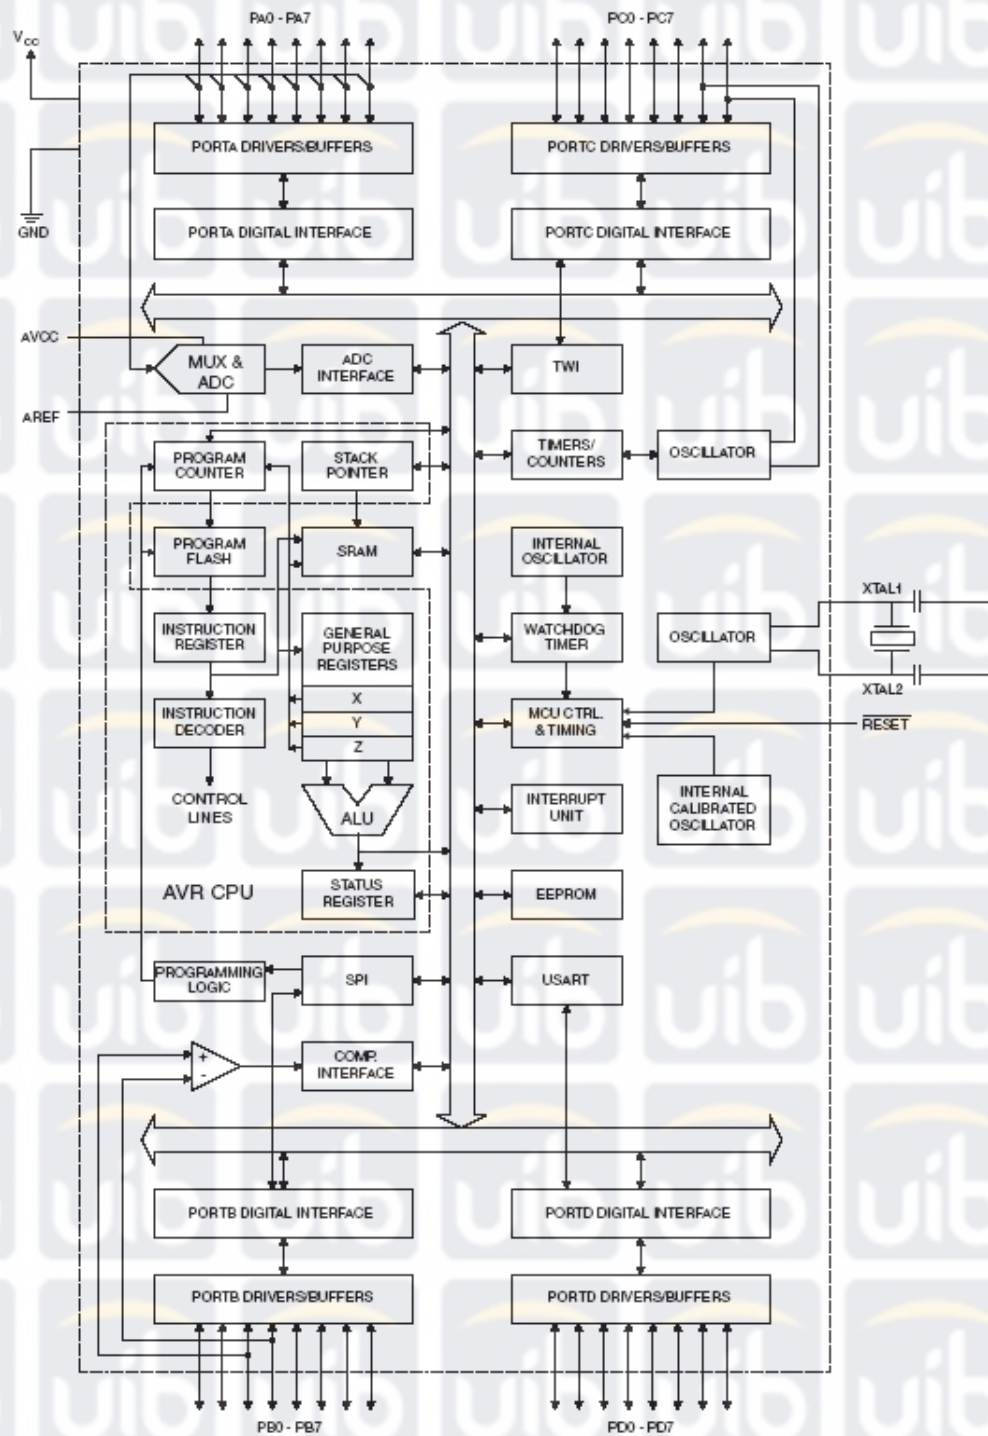 PA0 - PA7
PC0 - PC7
VCC
PORTA DRIVERS/BUFFERS
PORTC DRIVERS/BUFFERS
GND
PORTA DIGITAL INTERFACE
PORTC DIGITAL INTERFACE
AVCC
MUX &
ADC
ADC
INTERFACE
TWI
AREF
PROGRAM
COUNTER
STACK
POINTER
TIMERS/
COUNTERS
OSCILLATOR
PROGRAM
FLASH
SRAM
INTERNAL
OSCILLATOR
XTAL1
INSTRUCTION
REGISTER
GENERAL
PURPOSE
REGISTERS
WATCHDOG
TIMER
OSCILLATOR
XTAL2
X
INSTRUCTION
DECODER
Y
Z
MCU CTRL.
& TIMING
RESET
CONTROL
LINES
ALU
INTERRUPT
UNIT
INTERNAL
CALIBRATED
OSCILLATOR
AVR CPU
STATUS
REGISTER
EEPROM
PROGRAMMING
LOGIC
SPI
USART
+
-
COMP.
INTERFACE
PORTB DIGITAL INTERFACE
PORTD DIGITAL INTERFACE
PORTB DRIVERS/BUFFERS
PORTD DRIVERS/BUFFERS
PB0 - PB7
PD0 - PD7
uib